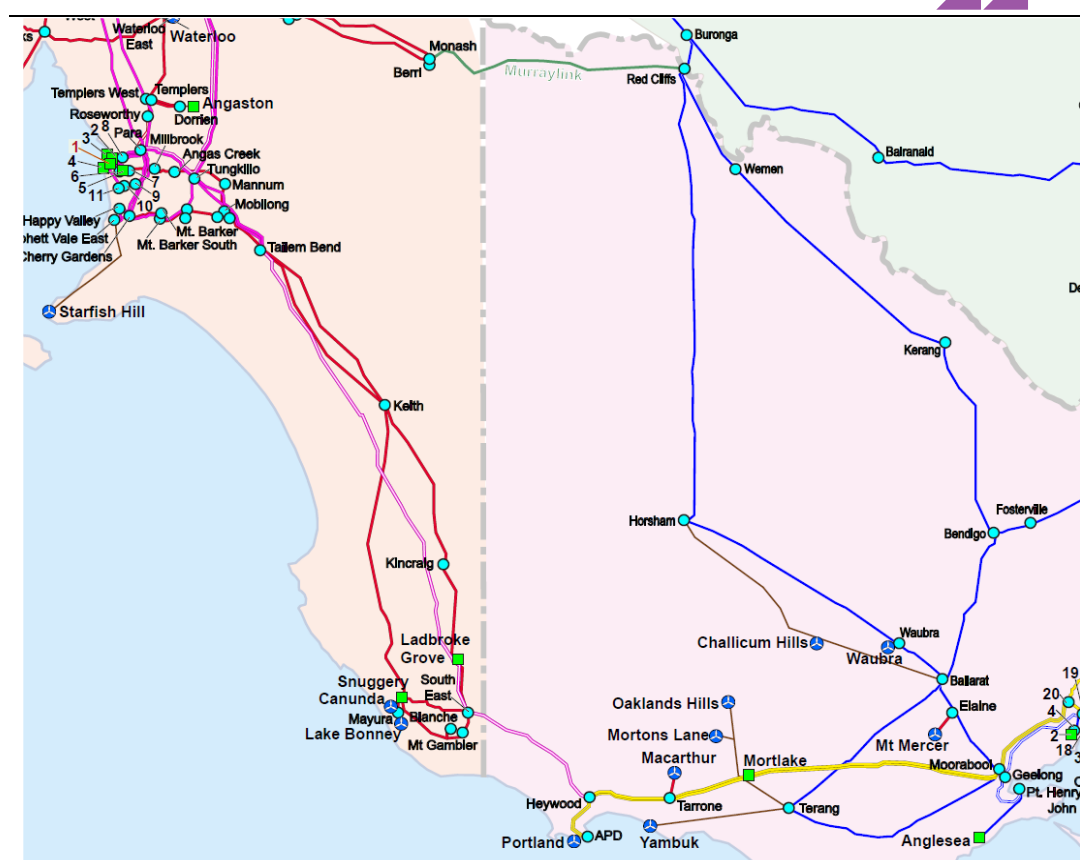 Waterloo
East
Waterloo
Monash
Berri
Murraylink
Buronga
Red Cliffs
Templers West
Templers
Angaston
Dorrien
Roseworthy
2 8
3
Para
Millbrook
1
4
6
5
11
7
9
10
Angas Creek
Tungkillo
Mannum
Mobilong
Balranald
Wemen
Happy Valley
Mt. Barker
Mt. Barker South
Cherry Gardens
Tailem Bend
Starfish Hill
Kerang
Keith
Horsham
Fosterville
Bendigo
Kincraig
Ladbroke
Grove
Challicum Hills
Waubra
Waubra
Snuggery
Canunda
South
East
Mayura
Blanche
Lake Bonney
Mt Gambler
Ballarat
Elaine
Oaklands Hills
Mortons Lane
Mt Mercer
19
20
4
2
18
Macarthur
Mortlake
Moorabool
Geelong
Pt. Henry
John
Heywood
Tarrone
Terang
Portland
APD
Yambuk
Anglesea